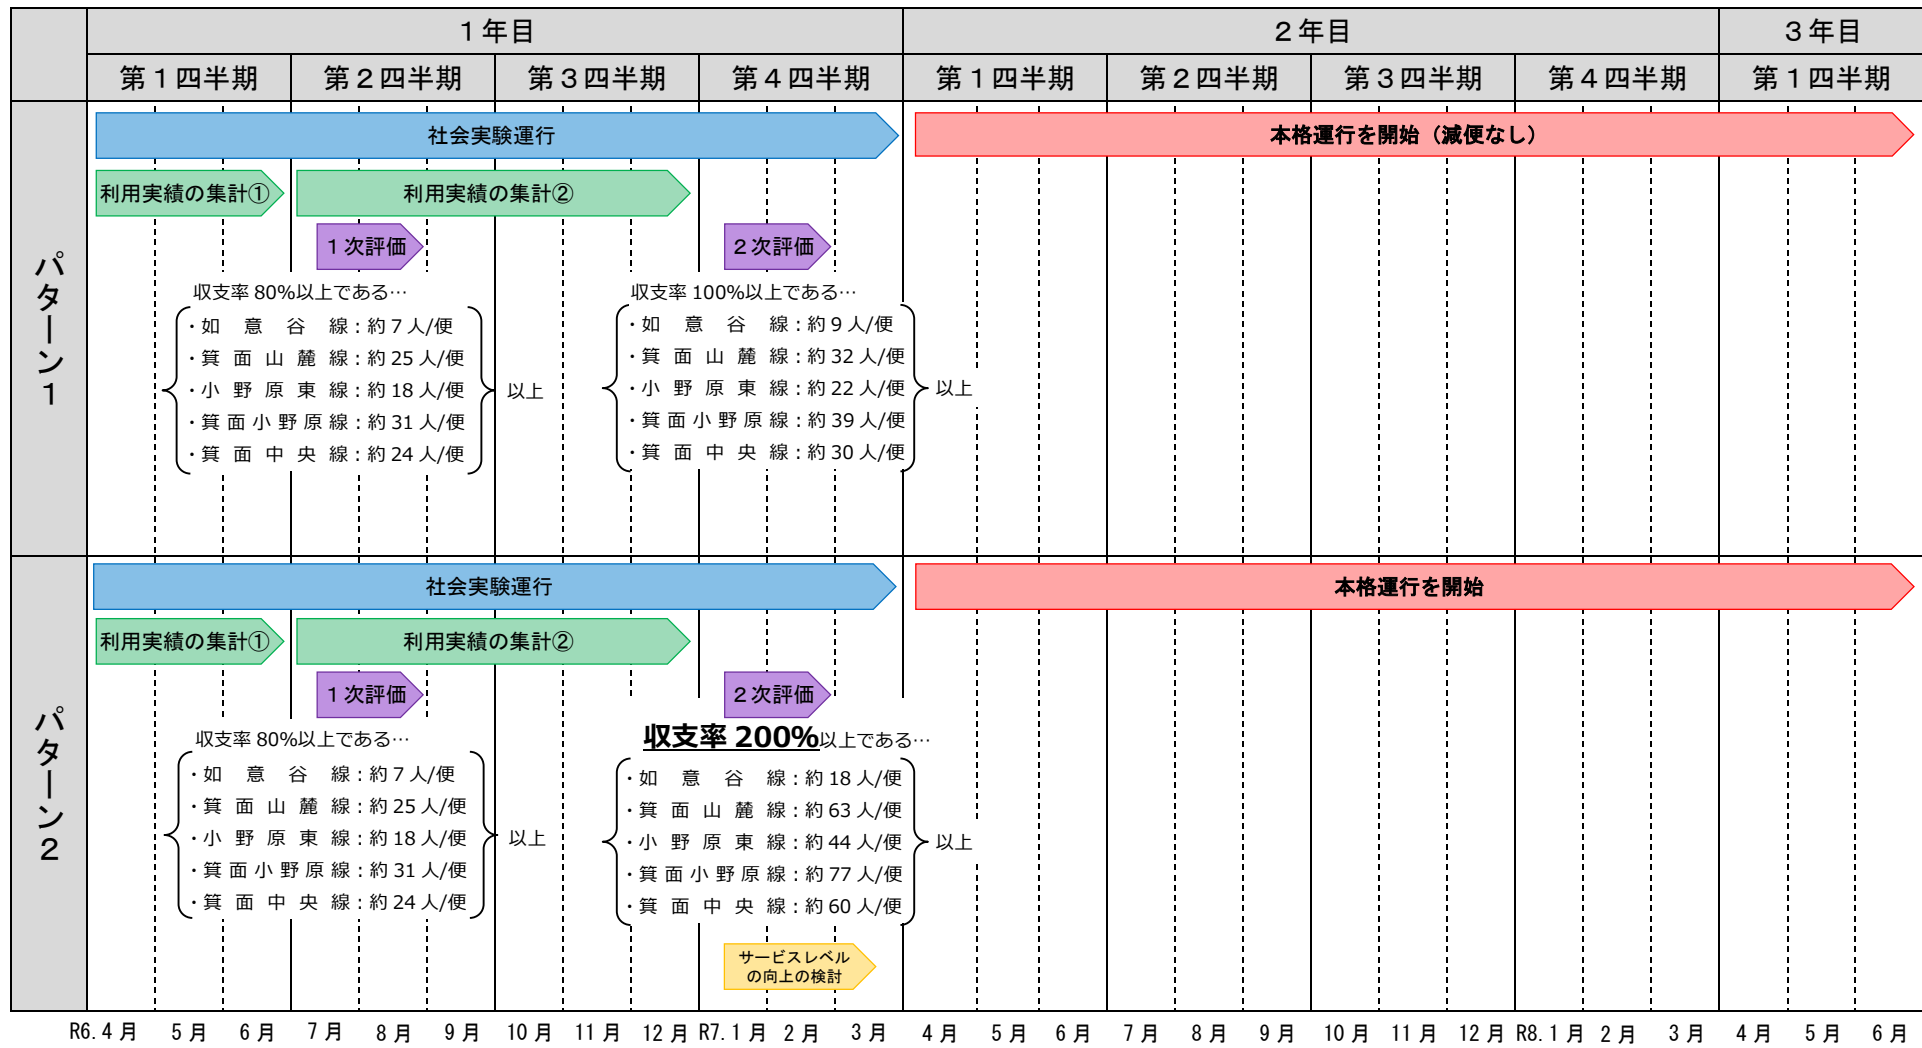 １年目
２年目
３年目
第１四半期
第２四半期
第３四半期
第４四半期
第１四半期
第２四半期
第３四半期
第４四半期
第１四半期
パターン１
社会実験運行
本格運行を開始（減便なし）
利用実績の集計①
利用実績の集計②
１次評価
２次評価
収支率 80%以上である…
・如意谷線：約 7 人/便
・箕面山麓線：約 25 人/便
・小野原東線：約 18 人/便
・箕面小野原線：約 31 人/便
・箕面中央線：約 24 人/便
以上
収支率 100%以上である…
・如意谷線：約 9 人/便
・箕面山麓線：約 32 人/便
・小野原東線：約 22 人/便
・箕面小野原線：約 39 人/便
・箕面中央線：約 30 人/便
以上
パターン２
社会実験運行
本格運行を開始
利用実績の集計①
利用実績の集計②
１次評価
２次評価
収支率 80%以上である…
・如意谷線：約 7 人/便
・箕面山麓線：約 25 人/便
・小野原東線：約 18 人/便
・箕面小野原線：約 31 人/便
・箕面中央線：約 24 人/便
以上
収支率 200%以上である…
・如意谷線：約 18 人/便
・箕面山麓線：約 63 人/便
・小野原東線：約 44 人/便
・箕面小野原線：約 77 人/便
・箕面中央線：約 60 人/便
以上
サービスレベル
の向上の検討
R6.4月 5月 6月 7月 8月 9月 10月 11月 12月 R7.1月 2月 3月 4月 5月 6月 7月 8月 9月 10月 11月 12月 R8.1月 2月 3月 4月 5月 6月